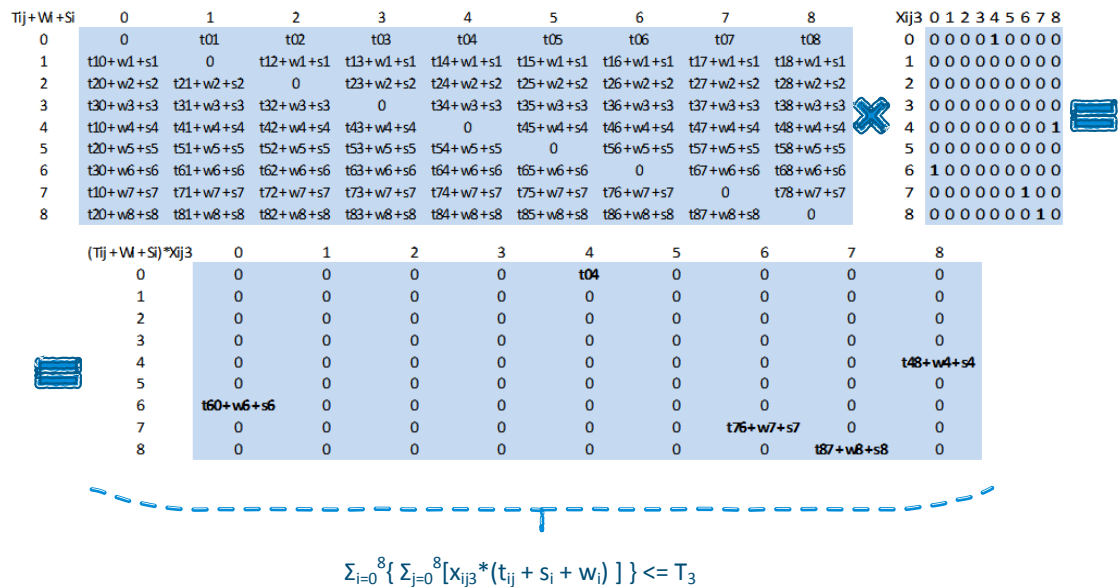 Tij+Wi+Si 0 1 2 3 4 5 6 7 8 Xij3 0 1 2 3 4 5 6 7 8
0 0 t01 t02 t03 t04 t05 t06 t07 t08 0 0 0 0 0 1 0 0 0 0
1 t10+w1+s1 0 t12+w1+s1 t13+w1+s1 t14+w1+s1 t15+w1+s1 t16+w1+s1 t17+w1+s1 t18+w1+s1 1 0 0 0 0 0 0 0 0 0
2 t20+w2+s2 t21+w2+s2 0 t23+w2+s2 t24+w2+s2 t25+w2+s2 t26+w2+s2 t27+w2+s2 t28+w2+s2 2 0 0 0 0 0 0 0 0 0
3 t30+w3+s3 t31+w3+s3 t32+w3+s3 0 t34+w3+s3 t35+w3+s3 t36+w3+s3 t37+w3+s3 t38+w3+s3 3 0 0 0 0 0 0 0 0 0
4 t10+w4+s4 t41+w4+s4 t42+w4+s4 t43+w4+s4 0 t45+w4+s4 t46+w4+s4 t47+w4+s4 t48+w4+s4 4 0 0 0 0 0 0 0 0 1
5 t20+w5+s5 t51+w5+s5 t52+w5+s5 t53+w5+s5 t54+w5+s5 0 t56+w5+s5 t57+w5+s5 t58+w5+s5 5 0 0 0 0 0 0 0 0 0
6 t30+w6+s6 t61+w6+s6 t62+w6+s6 t63+w6+s6 t64+w6+s6 t65+w6+s6 0 t67+w6+s6 t68+w6+s6 6 1 0 0 0 0 0 0 0 0
7 t10+w7+s7 t71+w7+s7 t72+w7+s7 t73+w7+s7 t74+w7+s7 t75+w7+s7 t76+w7+s7 0 t78+w7+s7 7 0 0 0 0 0 0 1 0 0
8 t20+w8+s8 t81+w8+s8 t82+w8+s8 t83+w8+s8 t84+w8+s8 t85+w8+s8 t86+w8+s8 t87+w8+s8 0 8 0 0 0 0 0 0 0 1 0
(Tij+Wi+Si)*Xij3 0 1 2 3 4 5 6 7 8
0 0 0 0 0 t04 0 0 0 0
1 0 0 0 0 0 0 0 0 0
2 0 0 0 0 0 0 0 0 0
3 0 0 0 0 0 0 0 0 0
4 0 0 0 0 0 0 0 0 t48+w4+s4
5 0 0 0 0 0 0 0 0 0
6 t60+w6+s6 0 0 0 0 0 0 0 0
7 0 0 0 0 0 0 t76+w7+s7 0 0
8 0 0 0 0 0 0 0 t87+w8+s8 0
Σi=0^8{ Σj=0^8[xij3*(tij + si + wi) ] } <= T3